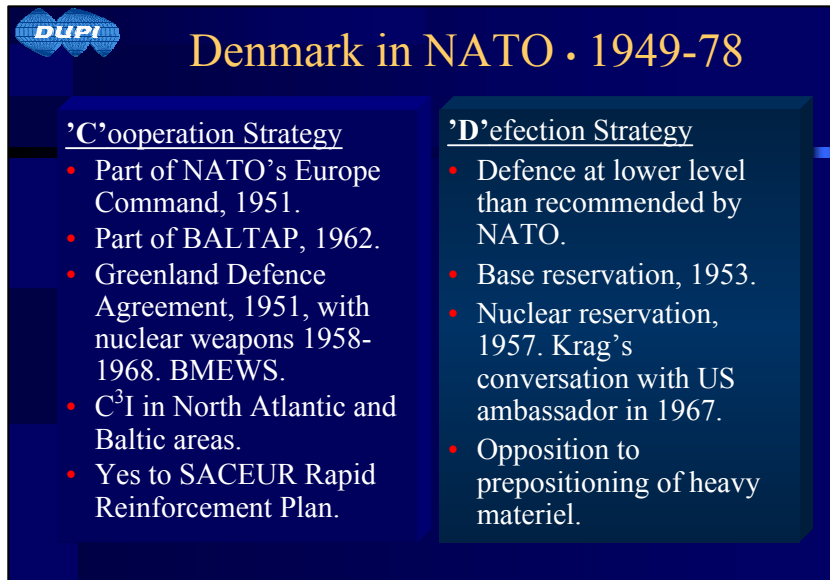 DUPI
Denmark in NATO • 1949-78
’C’ooperation Strategy
• Part of NATO’s Europe
Command, 1951.
• Part of BALTAP, 1962.
• Greenland Defence
Agreement, 1951, with
nuclear weapons 1958-
1968. BMEWS.
• C³I in North Atlantic and
Baltic areas.
• Yes to SACEUR Rapid
Reinforcement Plan.
’D’efection Strategy
• Defence at lower level
than recommended by
NATO.
• Base reservation, 1953.
• Nuclear reservation,
1957. Krag’s
conversation with US
ambassador in 1967.
• Opposition to
prepositioning of heavy
materiel.